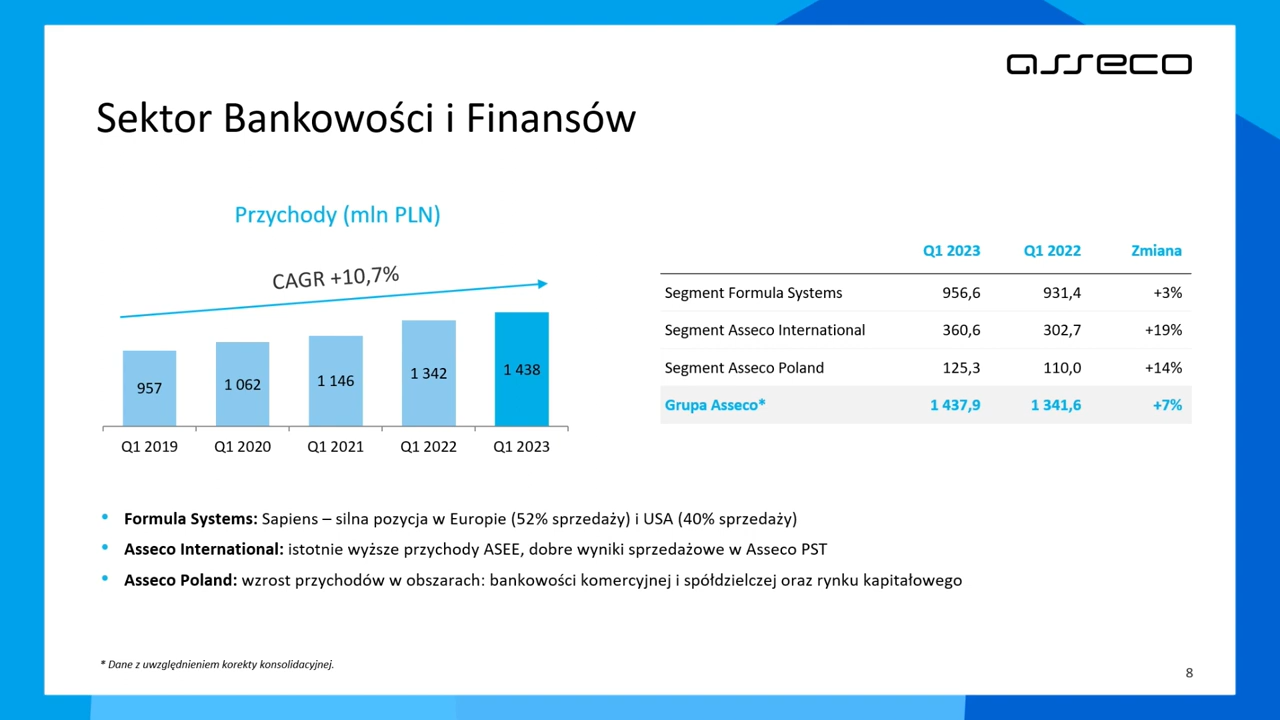 asseco
Sektor Bankowości i Finansów
Przychody (mln PLN)
CAGR +10,7%
957
1 062
1 146
1 342
1 438
Q1 2019
Q1 2020
Q1 2021
Q1 2022
Q1 2023
Q1 2023 Q1 2022 Zmiana
Segment Formula Systems 956,6 931,4 +3%
Segment Asseco International 360,6 302,7 +19%
Segment Asseco Poland 125,3 110,0 +14%
Grupa Asseco* 1 437,9 1 341,6 +7%
• Formula Systems: Sapiens – silna pozycja w Europie (52% sprzedaży) i USA (40% sprzedaży)
• Asseco International: istotnie wyższe przychody ASEE, dobre wyniki sprzedażowe w Asseco PST
• Asseco Poland: wzrost przychodów w obszarach: bankowości komercyjnej i spółdzielczej oraz rynku kapitałowego
* Dane z uwzględnieniem korekty konsolidacyjnej.
8